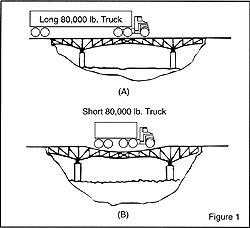 Long 80,000 lb. Truck
(A)
Short 80,000 lb. Truck
(B)
Figure 1